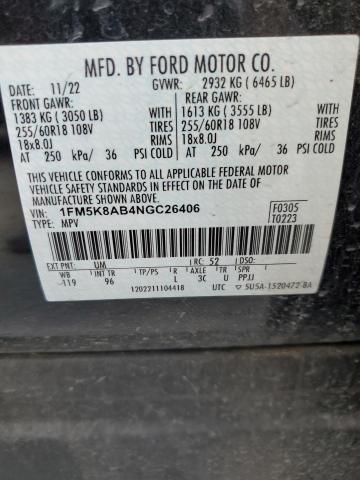 MFD. BY FORD MOTOR CO.
DATE: 11/22 GVWR: 2932 KG (6465 LB)
FRONT GAWR: REAR GAWR:
1383 KG (3050 LB) WITH 1613 KG (3555 LB) WITH
255/60R18 108V TIRES 255/60R18 108V TIRES
18x8.0J RIMS 18x8.0J RIMS
AT 250 kPa/ 36 PSI COLD AT 250 kPa/ 36 PSI COLD
THIS VEHICLE CONFORMS TO ALL APPLICABLE FEDERAL MOTOR
VEHICLE SAFETY AND BUMPER STANDARDS IN EFFECT ON THE DATE OF
MANUFACTURE SHOWN ABOVE.
VIN: 1FM5K8AB4NGC26406 F0305
TYPE: MPV T0223
EXT PNT: UM RC: 52 DSO:
WB BRK INT TR TP/PS R AXLE TR SPR
119 96 3C U PPJJ
1202211104418 UTC 5U5A-1520472-BA